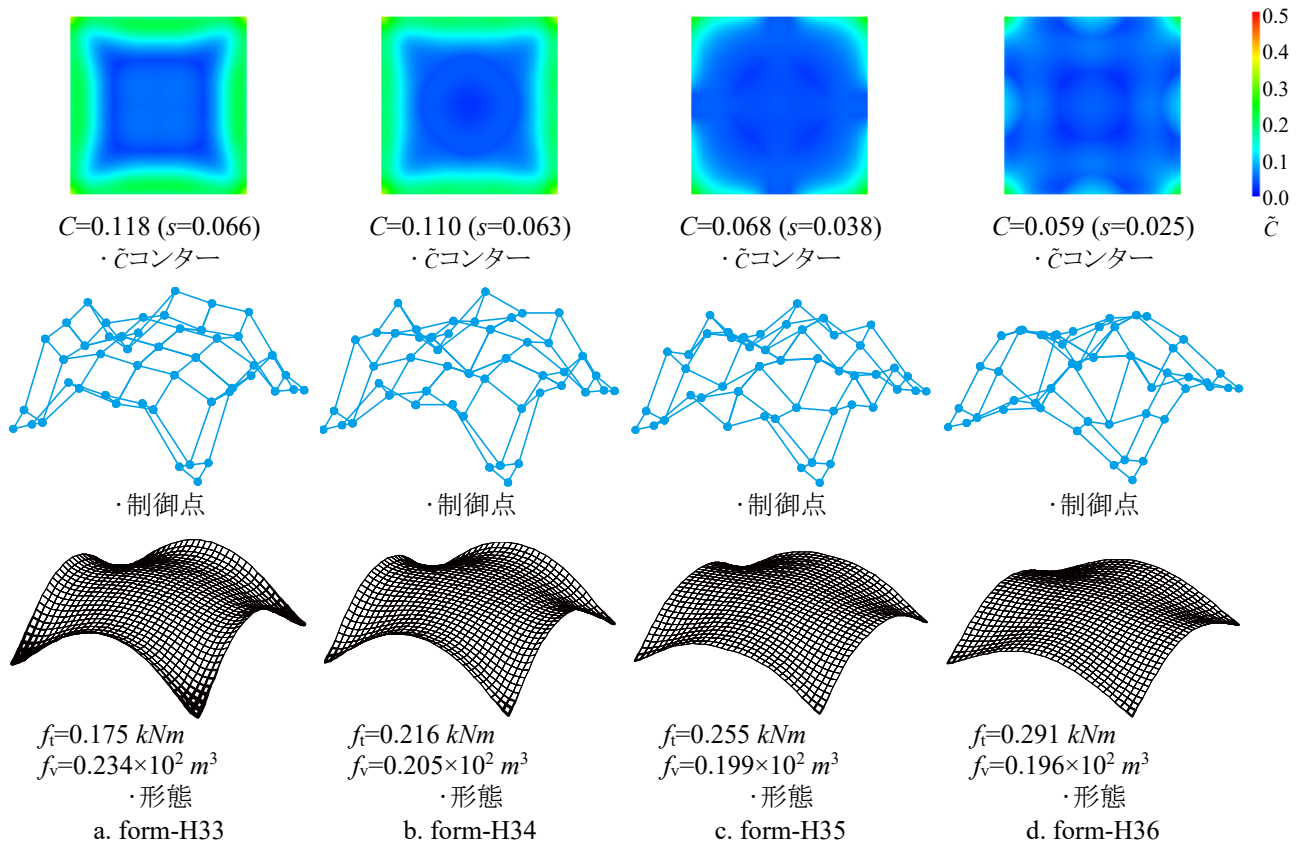 0.5
0.4
0.3
0.2
0.1
0.0
C̃
C=0.118 (s=0.066)
・C̃コンター
C=0.110 (s=0.063)
・C̃コンター
C=0.068 (s=0.038)
・C̃コンター
C=0.059 (s=0.025)
・C̃コンター
・制御点
・制御点
・制御点
・制御点
ft=0.175 kNm
fv=0.234×10² m³
・形態
a. form-H33
ft=0.216 kNm
fv=0.205×10² m³
・形態
b. form-H34
ft=0.255 kNm
fv=0.199×10² m³
・形態
c. form-H35
ft=0.291 kNm
fv=0.196×10² m³
・形態
d. form-H36